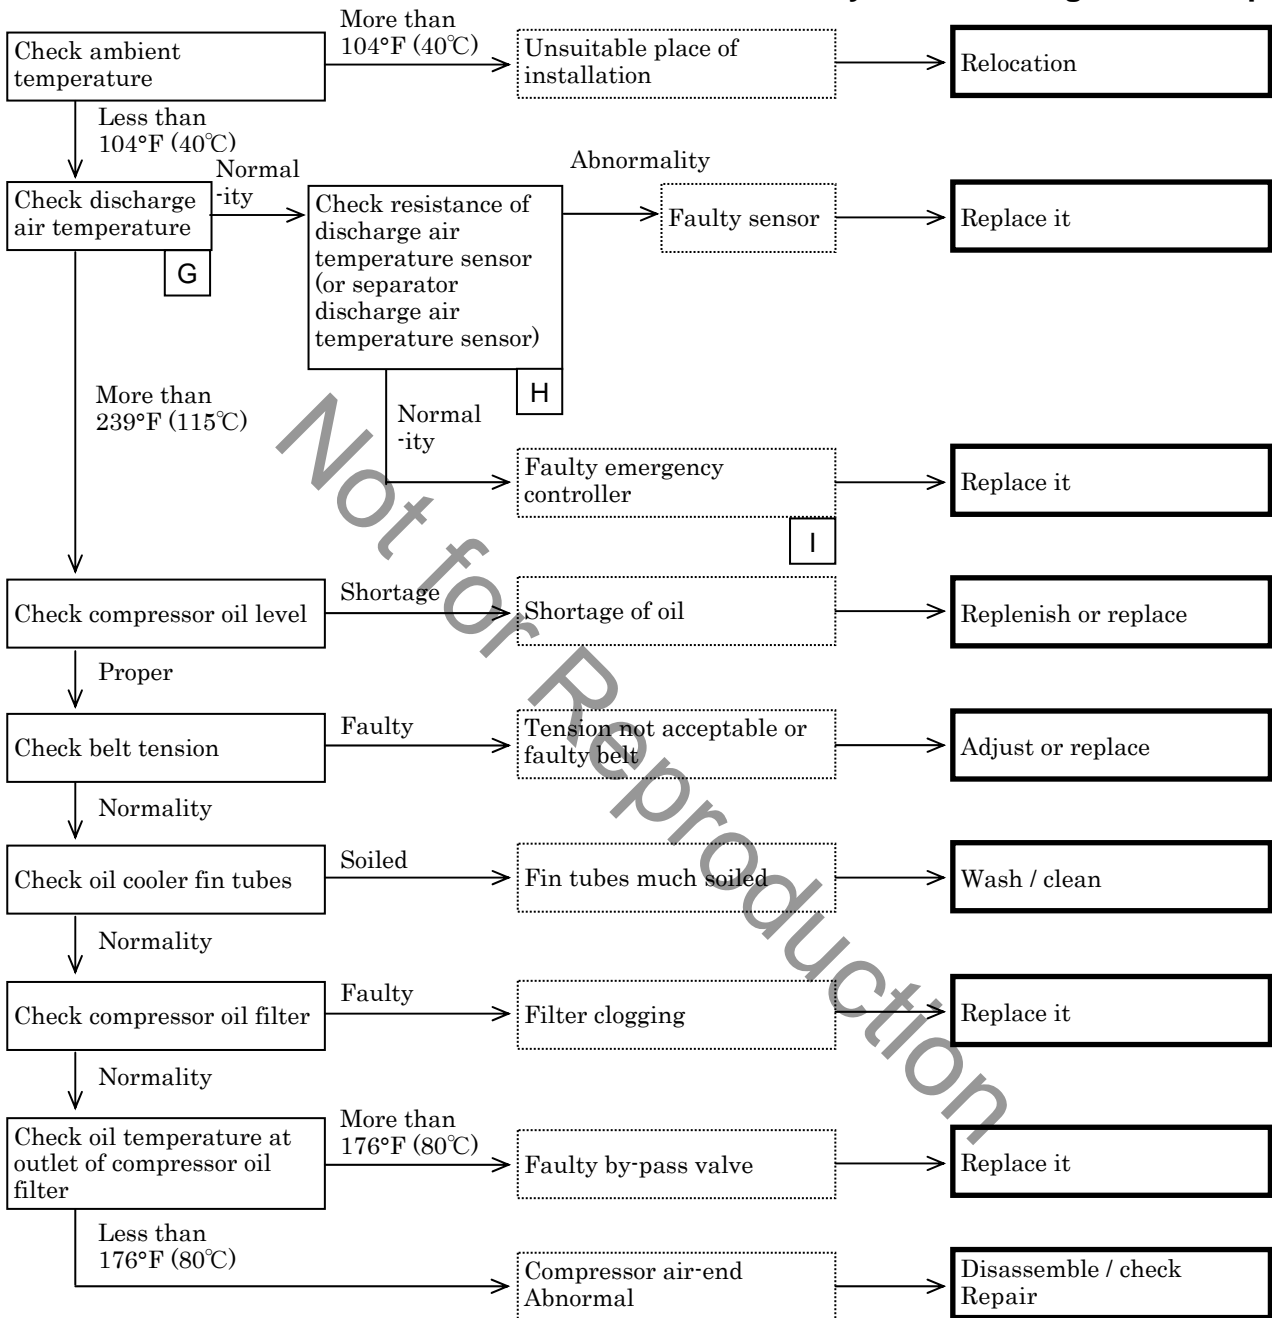 More than
104°F (40℃)
Check ambient
temperature
Unsuitable place of
installation
Relocation
Less than
104°F (40℃)
Normal
-ity
Abnormality
Check discharge
air temperature
G
Check resistance of
discharge air
temperature sensor
(or separator
discharge air
temperature sensor)
H
Faulty sensor
Replace it
More than
239°F (115℃)
Normal
-ity
Faulty emergency
controller
I
Replace it
Check compressor oil level
Shortage
Shortage of oil
Replenish or replace
Proper
Check belt tension
Faulty
Tension not acceptable or
faulty belt
Adjust or replace
Normality
Check oil cooler fin tubes
Soiled
Fin tubes much soiled
Wash / clean
Normality
Check compressor oil filter
Faulty
Filter clogging
Replace it
Normality
Check oil temperature at
outlet of compressor oil
filter
More than
176°F (80℃)
Faulty by-pass valve
Replace it
Less than
176°F (80℃)
Compressor air-end
Abnormal
Disassemble / check
Repair
Not for Reproduction